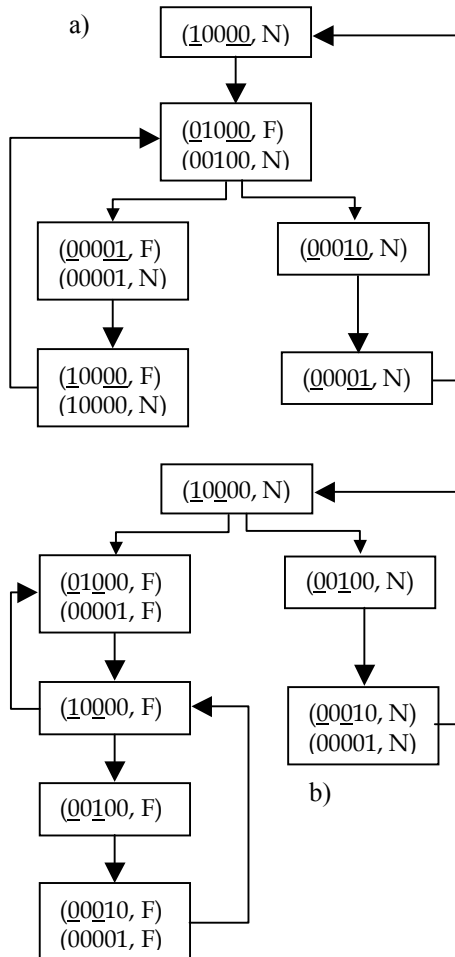 a)
(10000, N)
(01000, F)
(00100, N)
(00001, F)
(00001, N)
(00010, N)
(10000, F)
(10000, N)
(00001, N)
(10000, N)
(01000, F)
(00001, F)
(00100, N)
(10000, F)
(00010, N)
(00001, N)
(00100, F)
b)
(00010, F)
(00001, F)